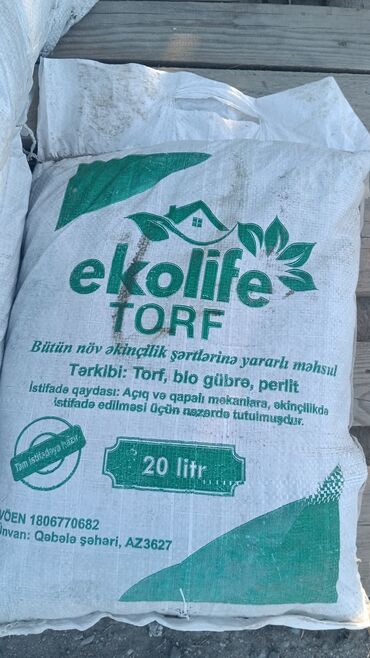 ekolife
TORF
Bütün növ əkinçilik şərtlərinə yararlı məhsul
Tərkibi: Torf, bio gübrə, perlit
İstifadə qaydası: Açıq və qapalı məkanlara, əkinçilikdə
istifadə edilməsi üçün nəzərdə tutulmuşdur.
Tam istifadəyə hazır
20 litr
VÖEN 1806770682
Ünvan: Qəbələ şəhəri, AZ3627